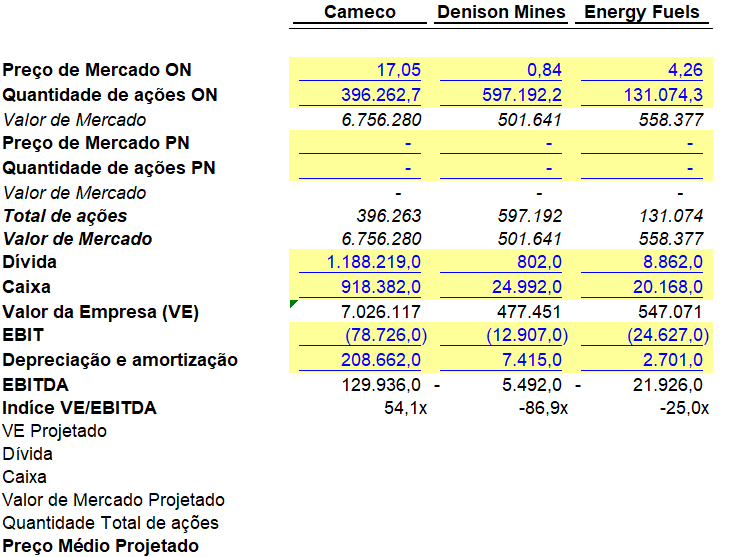 Cameco Denison Mines Energy Fuels
Preço de Mercado ON 17,05 0,84 4,26
Quantidade de ações ON 396.262,7 597.192,2 131.074,3
Valor de Mercado 6.756.280 501.641 558.377
Preço de Mercado PN - - -
Quantidade de ações PN - - -
Valor de Mercado - - -
Total de ações 396.263 597.192 131.074
Valor de Mercado 6.756.280 501.641 558.377
Dívida 1.188.219,0 802,0 8.862,0
Caixa 918.382,0 24.992,0 20.168,0
Valor da Empresa (VE) 7.026.117 477.451 547.071
EBIT (78.726,0) (12.907,0) (24.627,0)
Depreciação e amortização 208.662,0 7.415,0 2.701,0
EBITDA 129.936,0 - 5.492,0 - 21.926,0
Indíce VE/EBITDA 54,1x -86,9x -25,0x
VE Projetado
Dívida
Caixa
Valor de Mercado Projetado
Quantidade Total de ações
Preço Médio Projetado